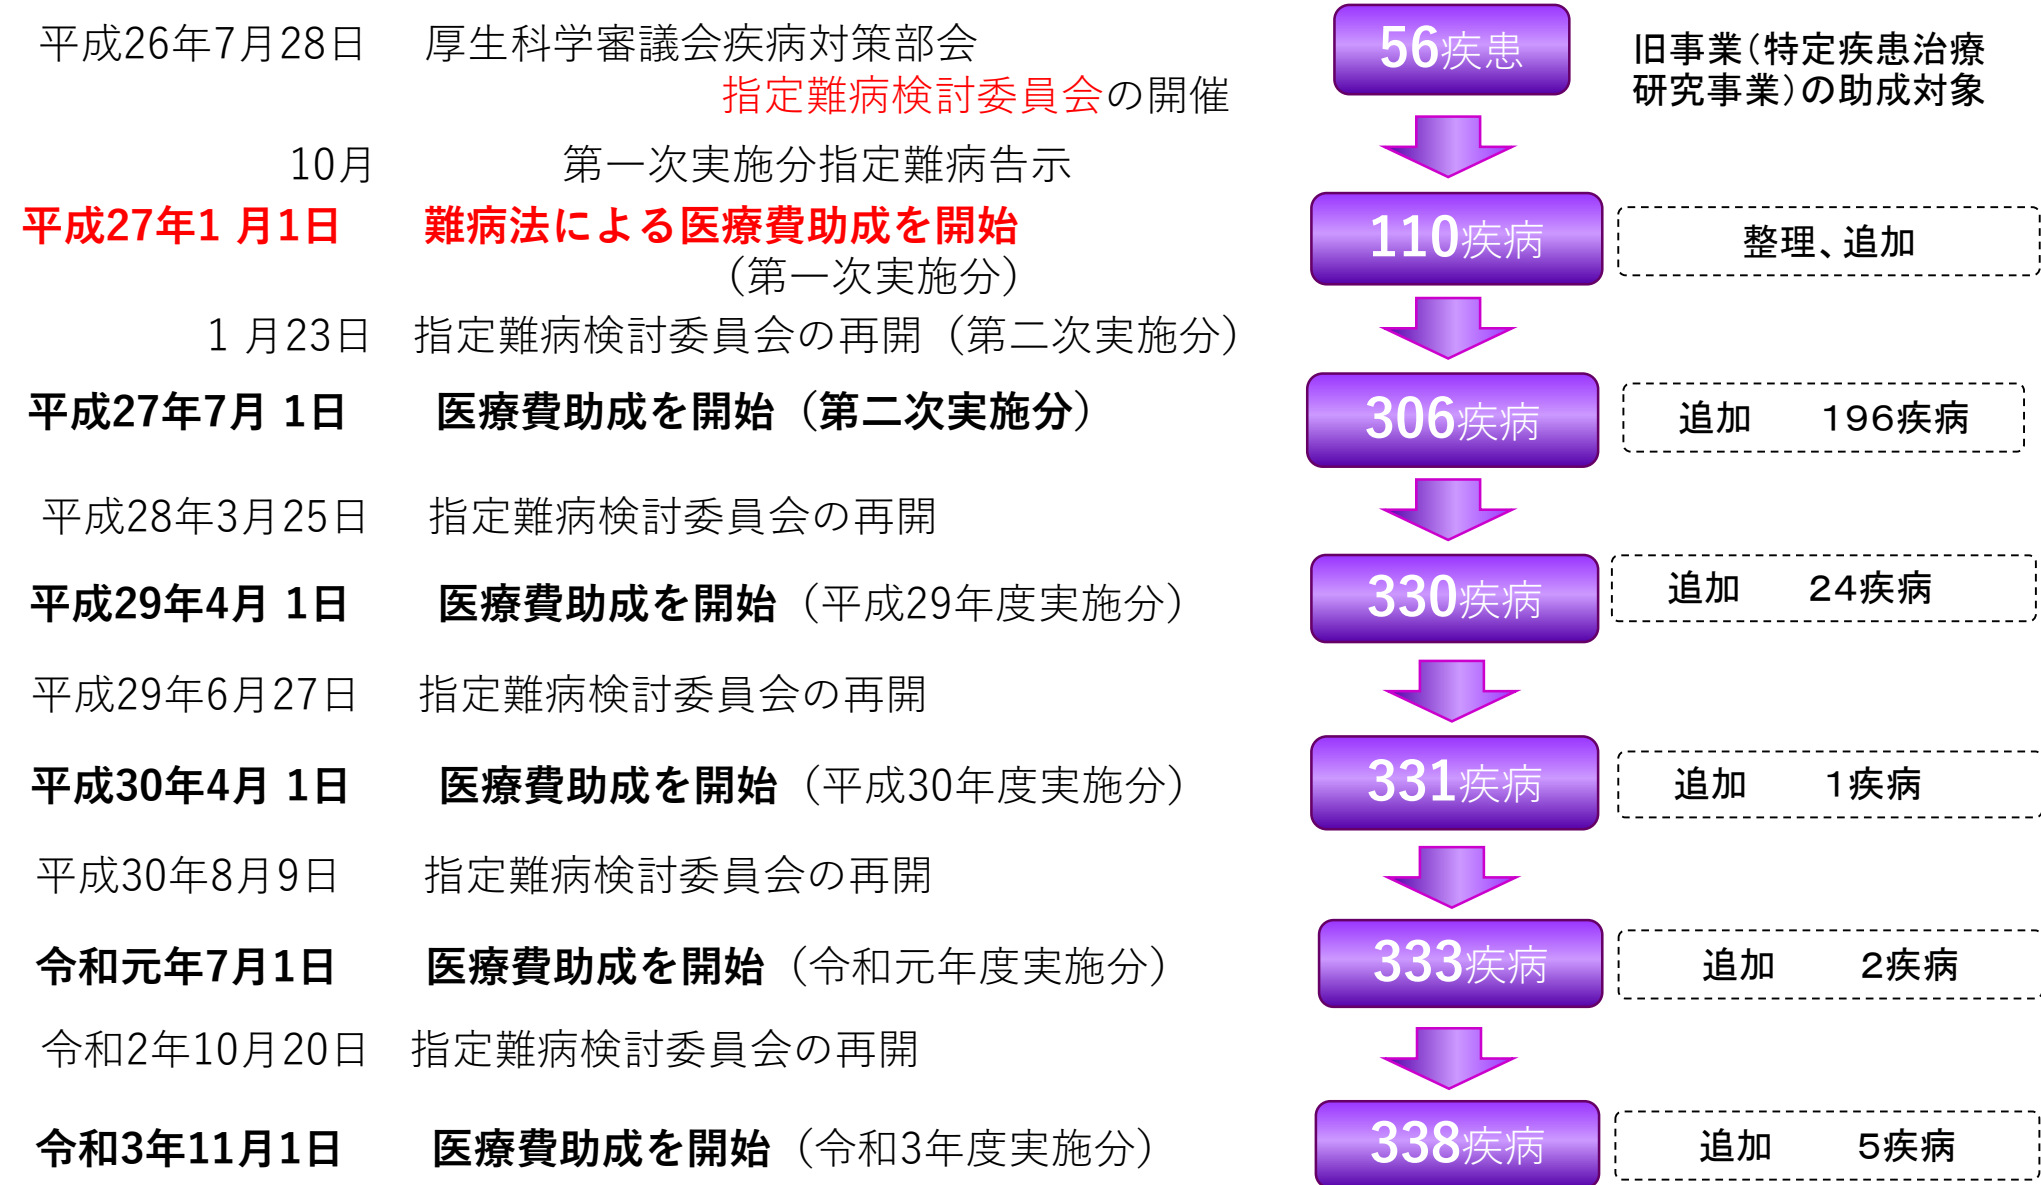 平成26年7月28日 厚生科学審議会疾病対策部会
指定難病検討委員会の開催
56疾患
旧事業(特定疾患治療
研究事業)の助成対象
10月 第一次実施分指定難病告示
平成27年1 月1日 難病法による医療費助成を開始
(第一次実施分)
110疾病
整理、追加
1 月23日 指定難病検討委員会の再開(第二次実施分)
平成27年7月 1日 医療費助成を開始(第二次実施分)
306疾病
追加 196疾病
平成28年3月25日 指定難病検討委員会の再開
平成29年4月 1日 医療費助成を開始(平成29年度実施分)
330疾病
追加 24疾病
平成29年6月27日 指定難病検討委員会の再開
平成30年4月 1日 医療費助成を開始(平成30年度実施分)
331疾病
追加 1疾病
平成30年8月9日 指定難病検討委員会の再開
令和元年7月1日 医療費助成を開始(令和元年度実施分)
333疾病
追加 2疾病
令和2年10月20日 指定難病検討委員会の再開
令和3年11月1日 医療費助成を開始(令和3年度実施分)
338疾病
追加 5疾病